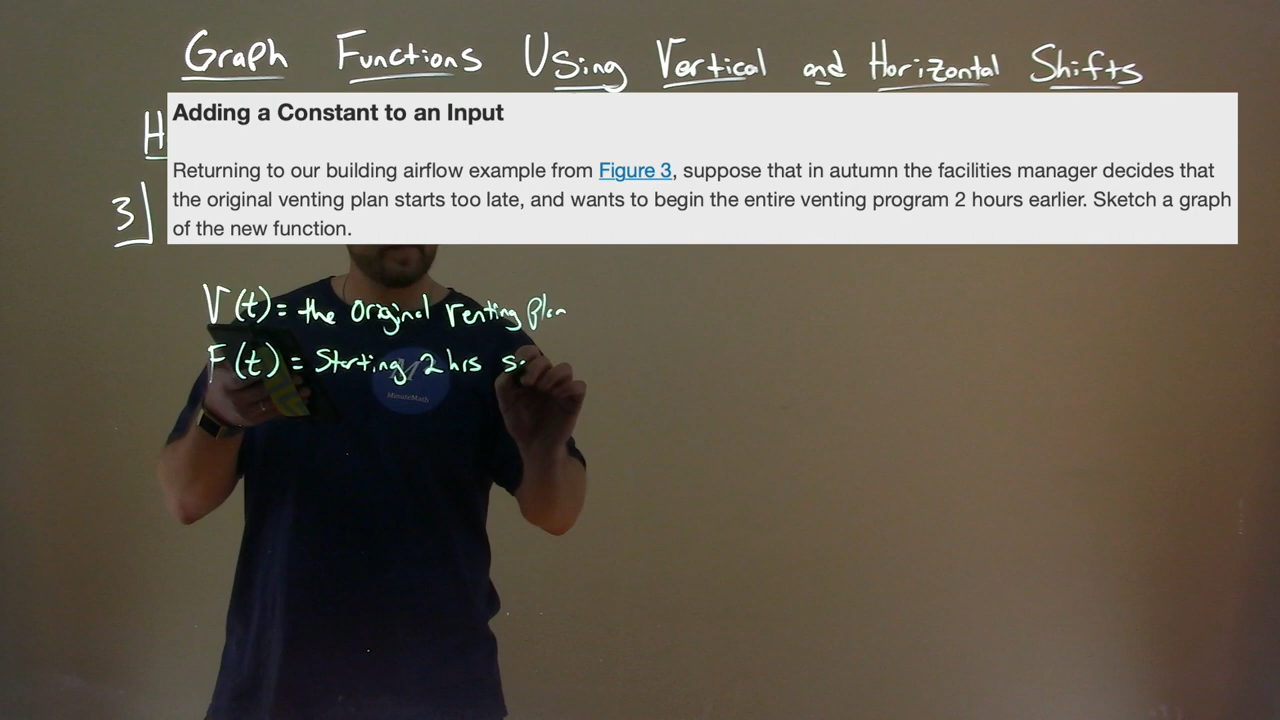 Graph Functions Using Vertical and Horizontal Shifts
H
Adding a Constant to an Input
3]
Returning to our building airflow example from Figure 3, suppose that in autumn the facilities manager decides that
the original venting plan starts too late, and wants to begin the entire venting program 2 hours earlier. Sketch a graph
of the new function.
V(t) = the original venting plan
F(t) = Starting 2 hrs s
M
MinuteMath